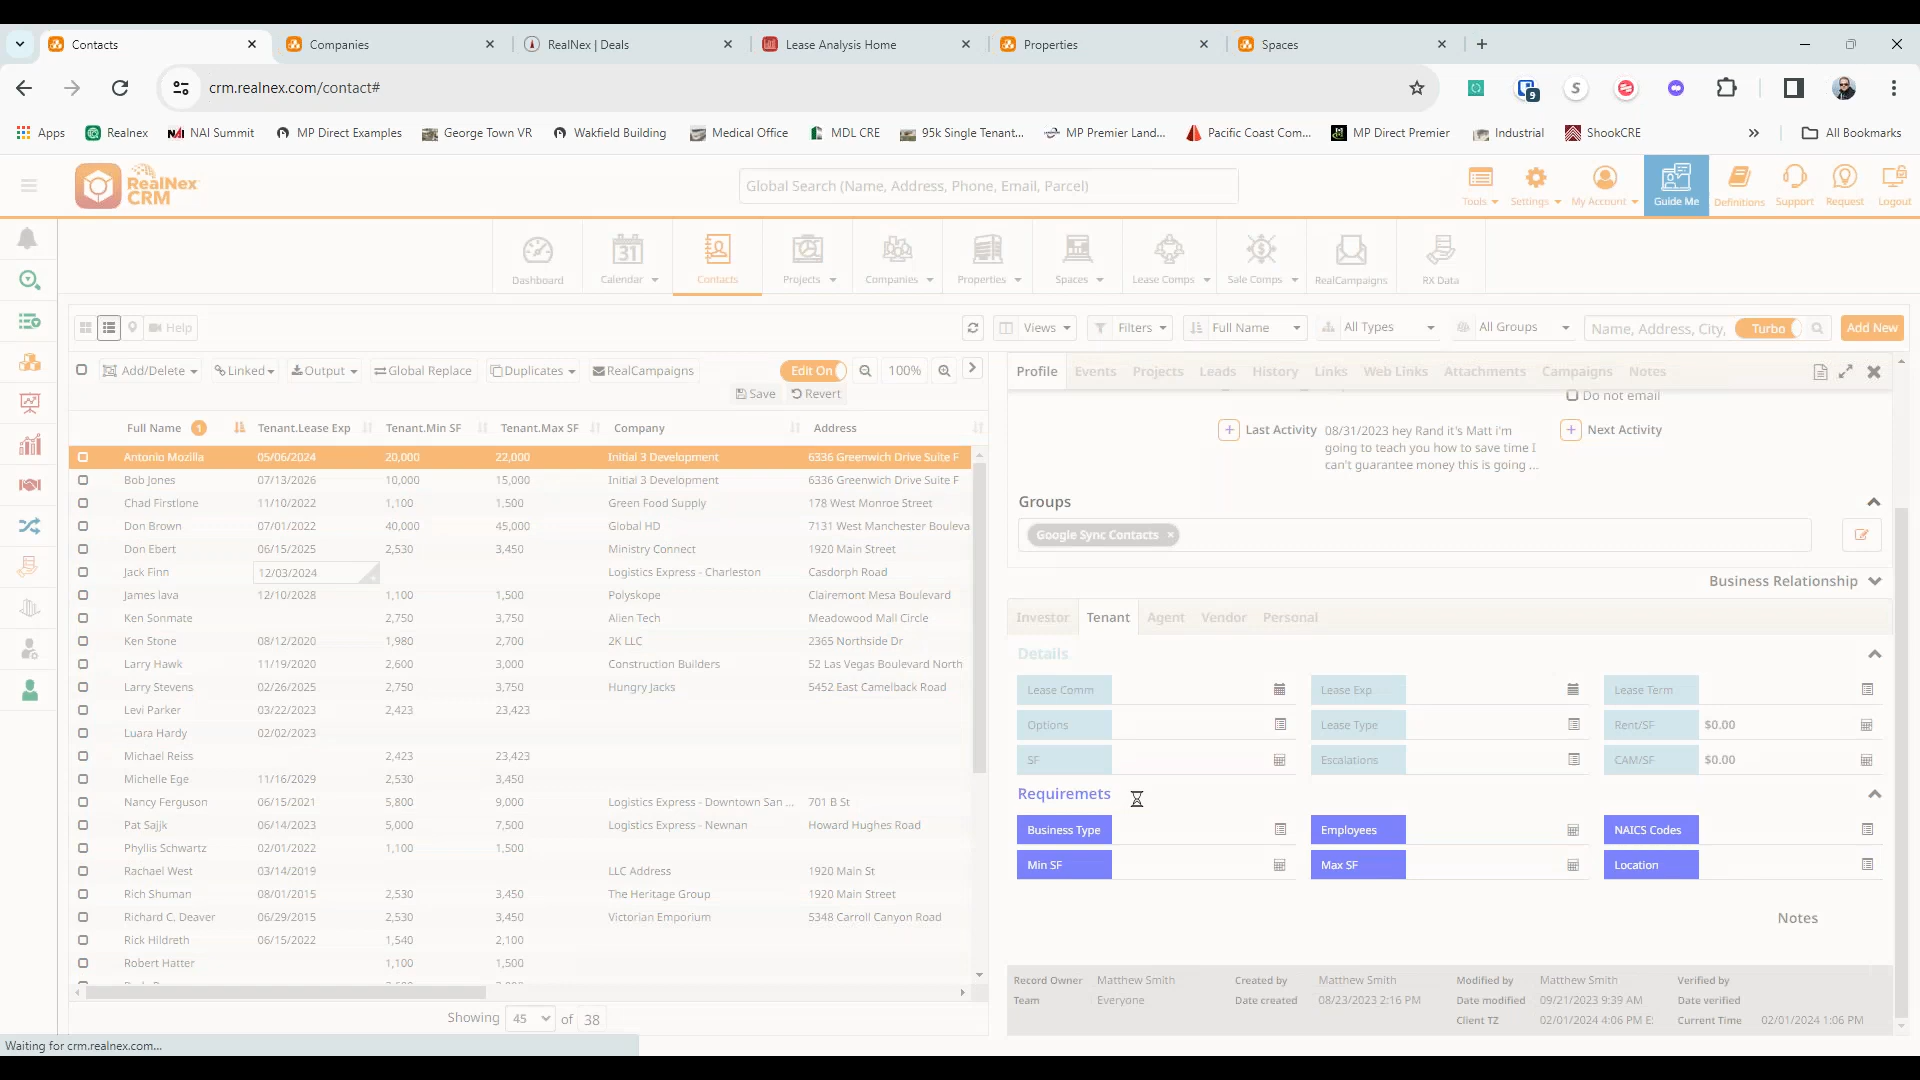 Contacts
Companies
RealNex | Deals
Lease Analysis Home
Properties
Spaces
crm.realnex.com/contact#
9
Apps
Realnex
NAI Summit
MP Direct Examples
George Town VR
Wakfield Building
Medical Office
MDL CRE
95k Single Tenant...
MP Premier Land...
Pacific Coast Com...
MP Direct Premier
Industrial
ShookCRE
All Bookmarks
RealNex CRM
Global Search (Name, Address, Phone, Email, Parcel)
Tools
Settings
My Account
Guide Me
Definitions
Support
Request
Logout
Dashboard
31
Calendar
Contacts
Projects
Companies
Properties
Spaces
Lease Comps
Sale Comps
RealCampaigns
RX Data
Help
Views
Filters
Full Name
All Types
All Groups
Name, Address, City,
Turbo
Add New
Add/Delete
Linked
Output
Global Replace
Duplicates
RealCampaigns
Edit On
100%
Save
Revert
Full Name 1 Tenant.Lease Exp Tenant.Min SF Tenant.Max SF Company Address
Antonio Mozilla 05/06/2024 20,000 22,000 Initial 3 Development 6336 Greenwich Drive Suite F
Bob Jones 07/13/2026 10,000 15,000 Initial 3 Development 6336 Greenwich Drive Suite F
Chad Firstlone 11/10/2022 1,100 1,500 Green Food Supply 178 West Monroe Street
Don Brown 07/01/2022 40,000 45,000 Global HD 7131 West Manchester Bouleva
Don Ebert 06/15/2025 2,530 3,450 Ministry Connect 1920 Main Street
Jack Finn 12/03/2024 Logistics Express - Charleston Casdorph Road
James lava 12/10/2028 1,100 1,500 Polyskope Clairemont Mesa Boulevard
Ken Sonmate 2,750 3,750 Alien Tech Meadowood Mall Circle
Ken Stone 08/12/2020 1,980 2,700 2K LLC 2365 Northside Dr
Larry Hawk 11/19/2020 2,600 3,000 Construction Builders 52 Las Vegas Boulevard North
Larry Stevens 02/26/2025 2,750 3,750 Hungry Jacks 5452 East Camelback Road
Levi Parker 03/22/2023 2,423 23,423
Luara Hardy 02/02/2023
Michael Reiss 2,423 23,423
Michelle Ege 11/16/2029 2,530 3,450
Nancy Ferguson 06/15/2021 5,800 9,000 Logistics Express - Downtown San ... 701 B St
Pat Sajik 06/14/2023 5,000 7,500 Logistics Express - Newnan Howard Hughes Road
Phyllis Schwartz 02/01/2022 1,100 1,500
Rachael West 03/14/2019 LLC Address 1920 Main St
Rich Shuman 08/01/2015 2,530 3,450 The Heritage Group 1920 Main Street
Richard C. Deaver 06/29/2015 2,530 3,450 Victorian Emporium 5348 Carroll Canyon Road
Rick Hildreth 06/15/2022 1,540 2,100
Robert Hatter 1,100 1,500
Showing 45 of 38
Waiting for crm.realnex.com...
Profile
Events
Projects
Leads
History
Links
Web Links
Attachments
Campaigns
Notes
Do not email
Last Activity 08/31/2023 hey Rand it's Matt i'm
going to teach you how to save time I
can't guarantee money this is going ...
Next Activity
Groups
Google Sync Contacts ×
Business Relationship
Investor
Tenant
Agent
Vendor
Personal
Details
Lease Comm Lease Exp Lease Term
Options Lease Type Rent/SF $0.00
SF Escalations CAM/SF $0.00
Requiremets
Business Type Employees NAICS Codes
Min SF Max SF Location
Notes
Record Owner Matthew Smith Created by Matthew Smith Modified by Matthew Smith Verified by
Team Everyone Date created 08/23/2023 2:16 PM Date modified 09/21/2023 9:39 AM Date verified
Client TZ 02/01/2024 4:06 PM E: Current Time 02/01/2024 1:06 PM